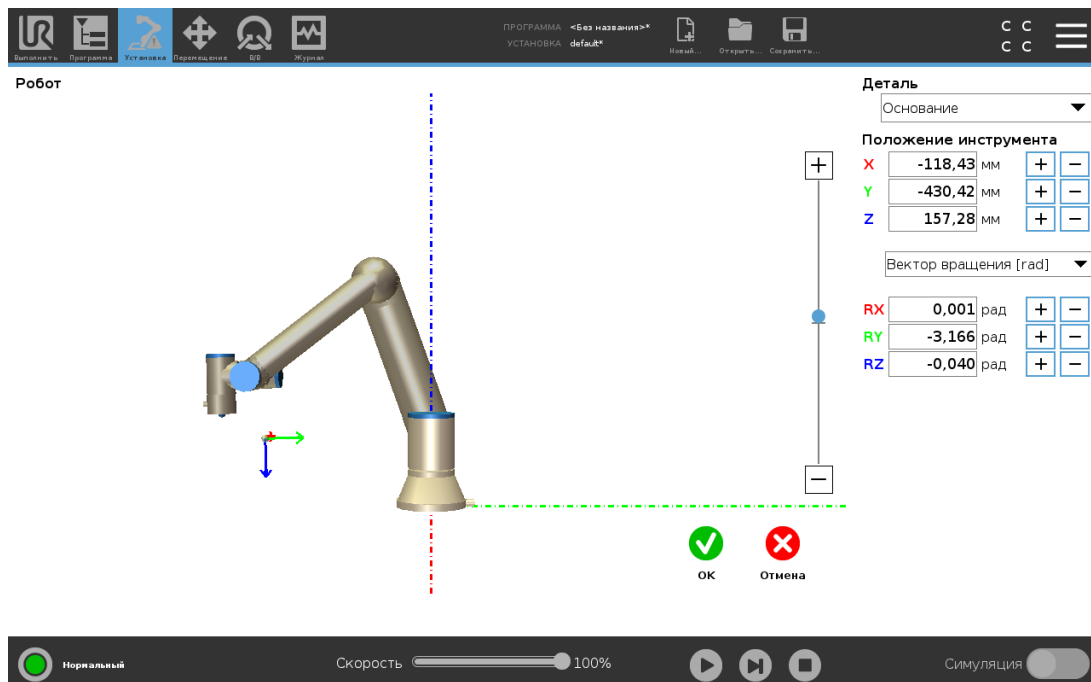 ПРОГРАММА <Без названия>*
УСТАНОВКА default*
Выполнить Программа Установка Перемещение В/В Журнал
Новый... Открыть... Сохранить...
C C
C C
Робот
Деталь
Основание
Положение инструмента
X -118,43 мм + −
Y -430,42 мм + −
Z 157,28 мм + −
Вектор вращения [rad]
RX 0,001 рад + −
RY -3,166 рад + −
RZ -0,040 рад + −
+
−
OK Отмена
Нормальный
Скорость 100%
Симуляция